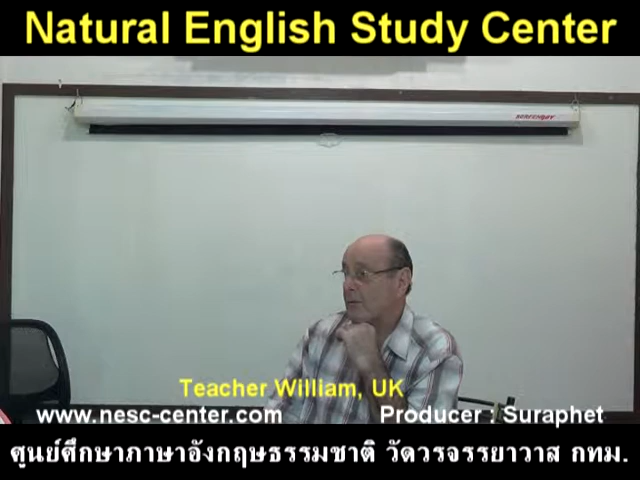 Natural English Study Center
Teacher William, UK
www.nesc-center.com Producer : Suraphet
ศูนย์ศึกษาภาษาอังกฤษธรรมชาติ วัดวรจรรยาวาส กทม.